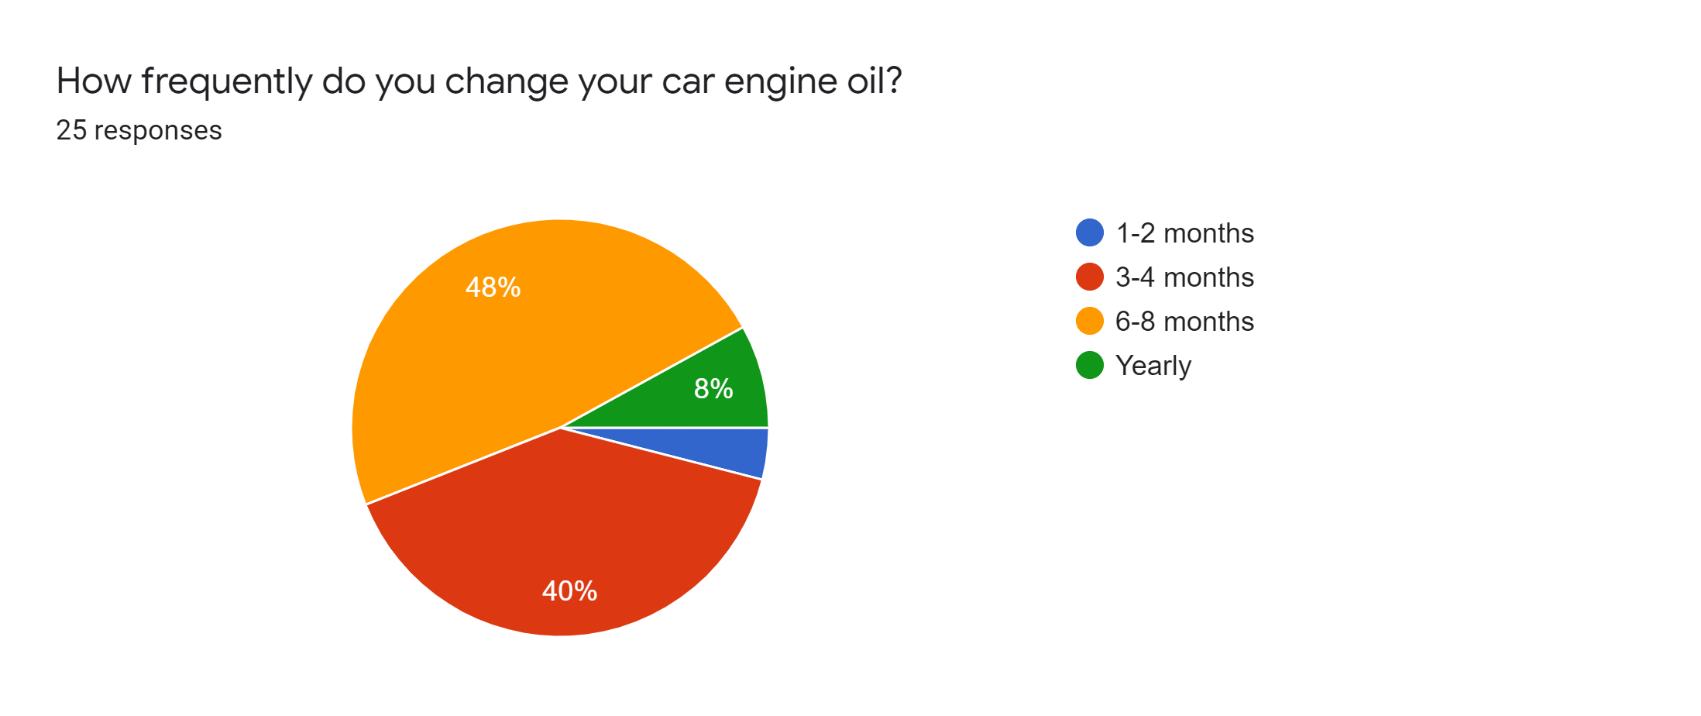 How frequently do you change your car engine oil?
25 responses
48%
8%
40%
1-2 months
3-4 months
6-8 months
Yearly